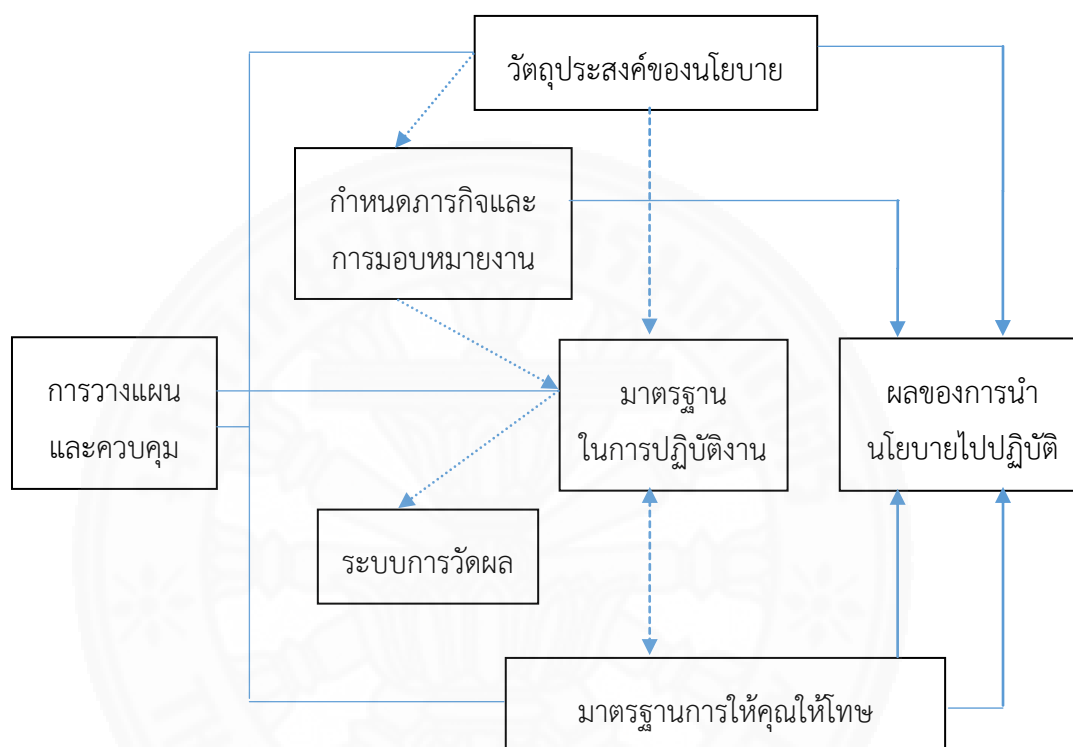 วัตถุประสงค์ของนโยบาย
กำหนดภารกิจและ
การมอบหมายงาน
การวางแผน
และควบคุม
มาตรฐาน
ในการปฏิบัติงาน
ผลของการนำ
นโยบายไปปฏิบัติ
ระบบการวัดผล
มาตรฐานการให้คุณให้โทษ